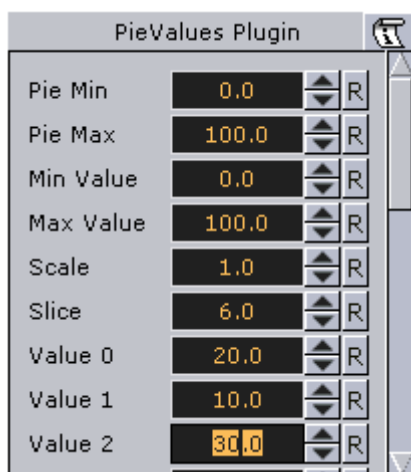 PieValues Plugin
Pie Min 0.0 R
Pie Max 100.0 R
Min Value 0.0 R
Max Value 100.0 R
Scale 1.0 R
Slice 6.0 R
Value 0 20.0 R
Value 1 10.0 R
Value 2 30.0 R